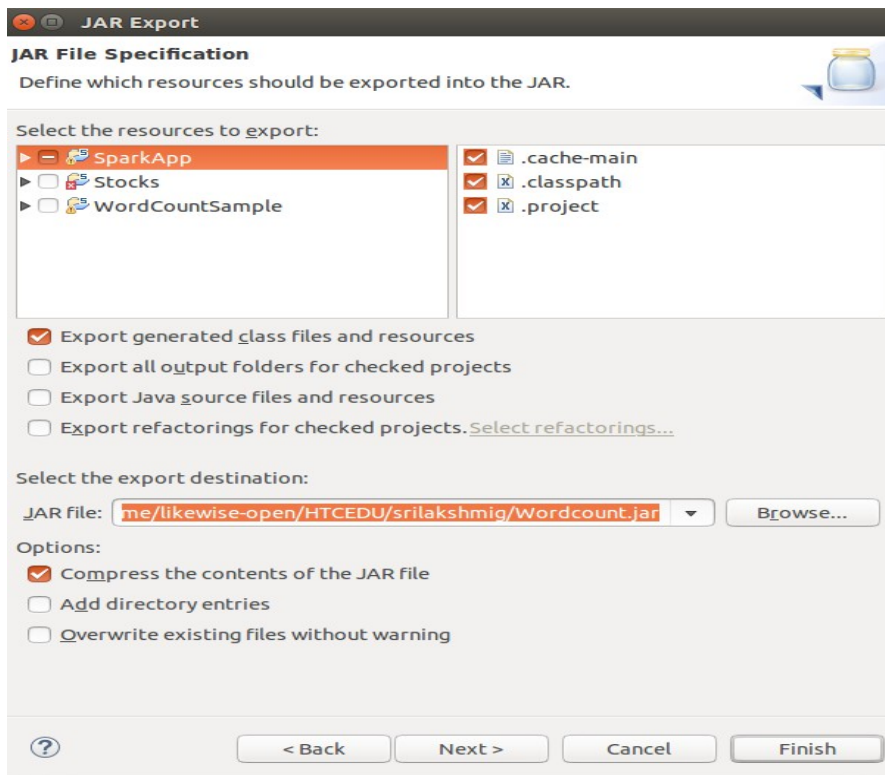 JAR Export
JAR File Specification
Define which resources should be exported into the JAR.
Select the resources to export:
SparkApp
Stocks
WordCountSample
.cache-main
.classpath
.project
Export generated class files and resources
Export all output folders for checked projects
Export Java source files and resources
Export refactorings for checked projects. Select refactorings...
Select the export destination:
JAR file: me/likewise-open/HTCEDU/srilakshmig/Wordcount.jar Browse...
Options:
Compress the contents of the JAR file
Add directory entries
Overwrite existing files without warning
? < Back Next > Cancel Finish